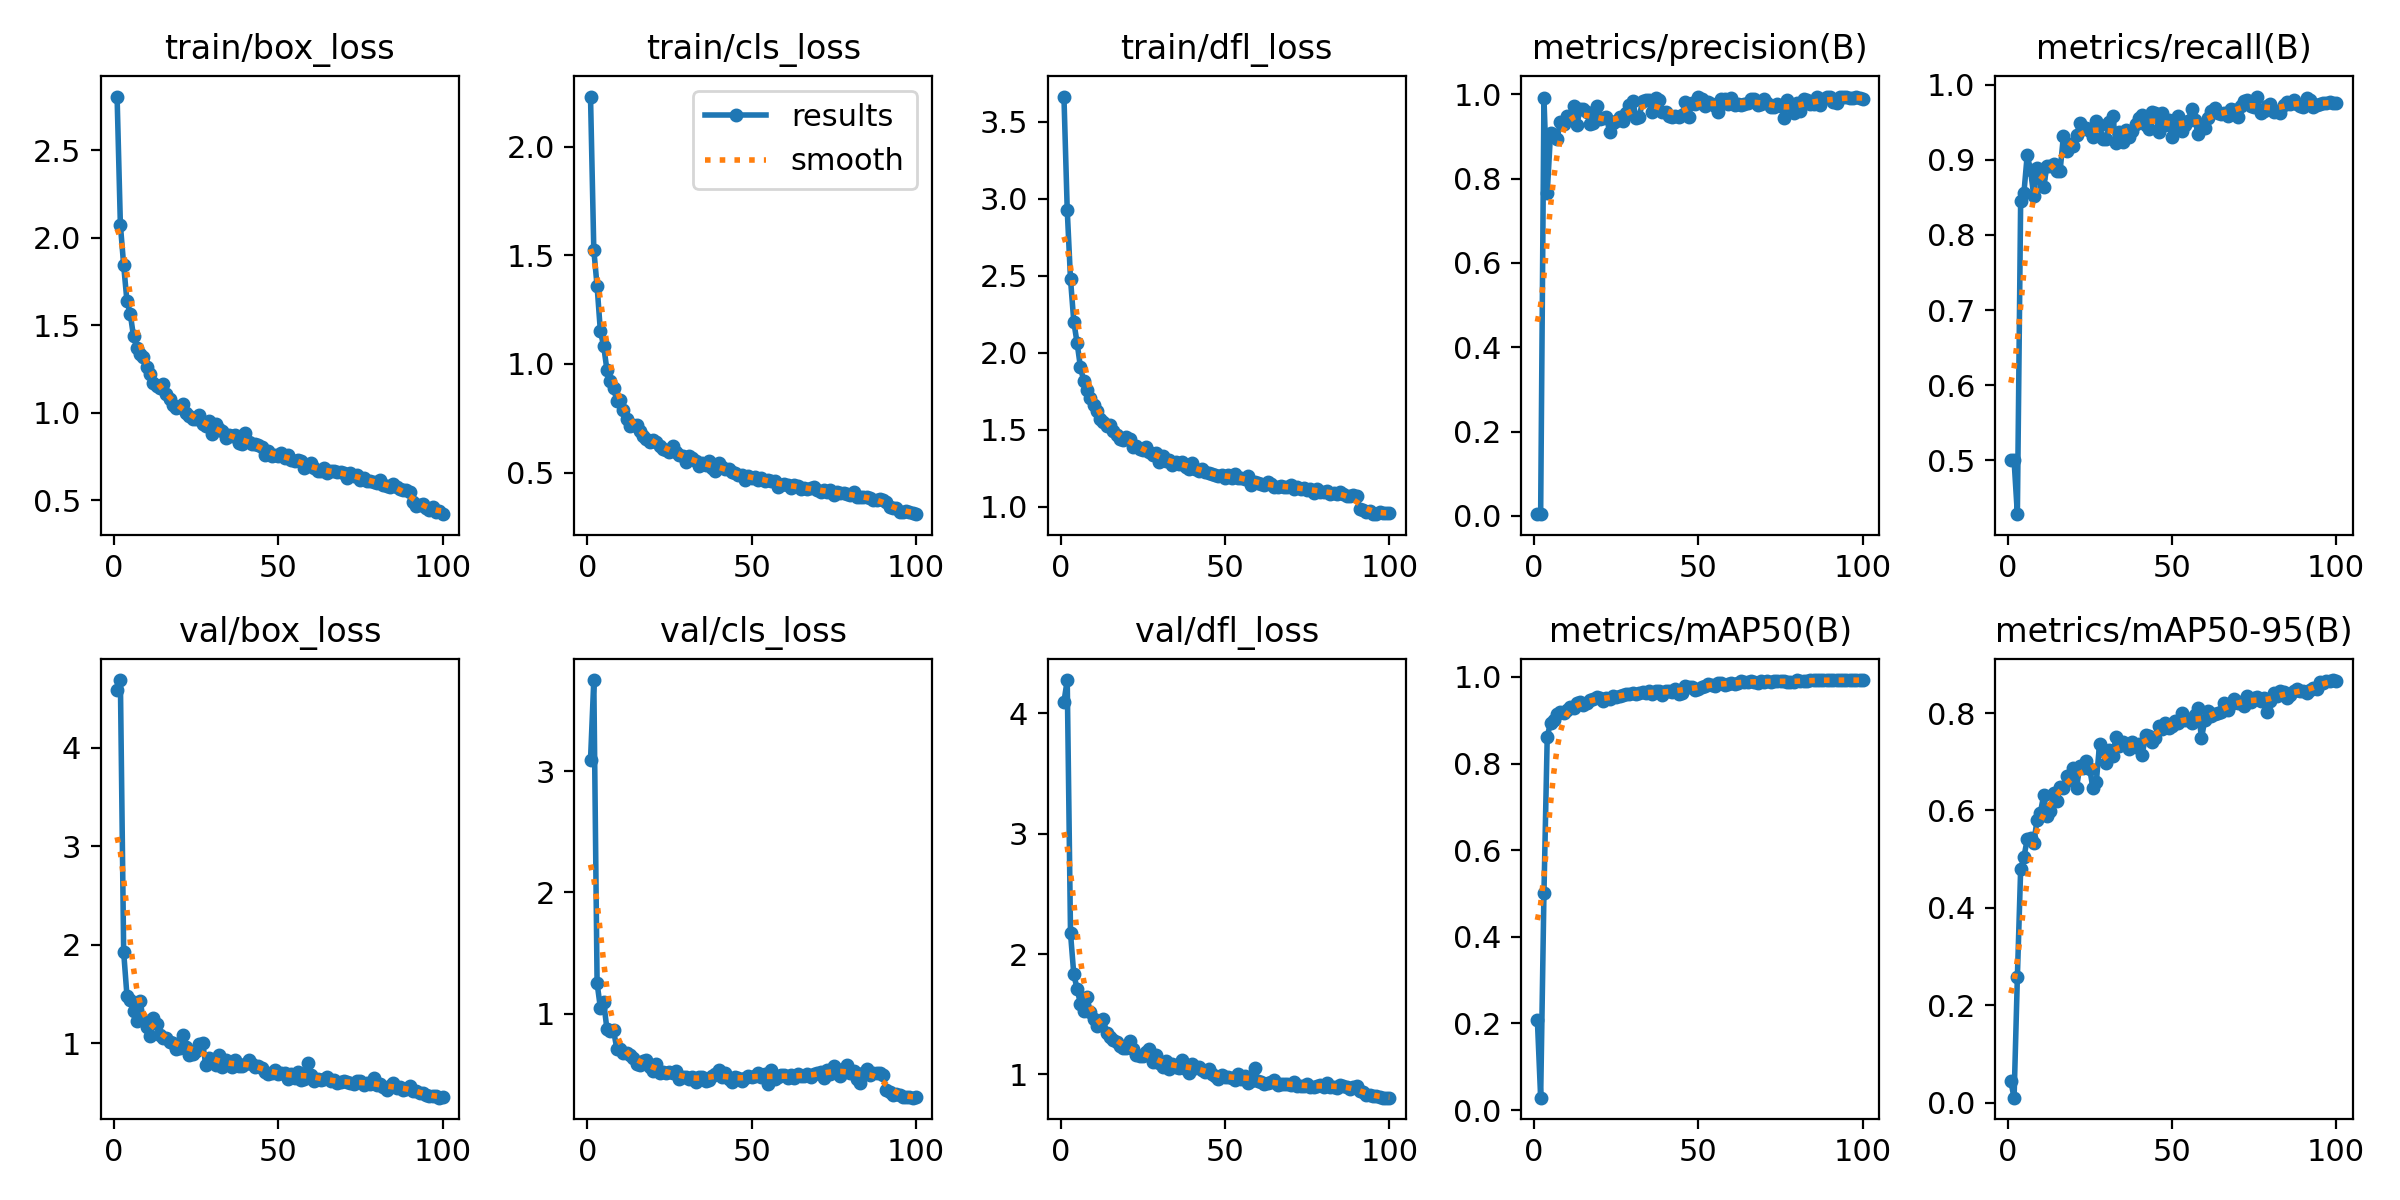 train/box_loss
train/cls_loss
train/dfl_loss
metrics/precision(B)
metrics/recall(B)
2.5
2.0
1.5
1.0
0.5
0 50 100
results
smooth
2.0
1.5
1.0
0.5
0 50 100
3.5
3.0
2.5
2.0
1.5
1.0
0 50 100
1.0
0.8
0.6
0.4
0.2
0.0
0 50 100
1.0
0.9
0.8
0.7
0.6
0.5
0 50 100
val/box_loss
val/cls_loss
val/dfl_loss
metrics/mAP50(B)
metrics/mAP50-95(B)
4
3
2
1
0 50 100
3
2
1
0 50 100
4
3
2
1
0 50 100
1.0
0.8
0.6
0.4
0.2
0.0
0 50 100
0.8
0.6
0.4
0.2
0.0
0 50 100